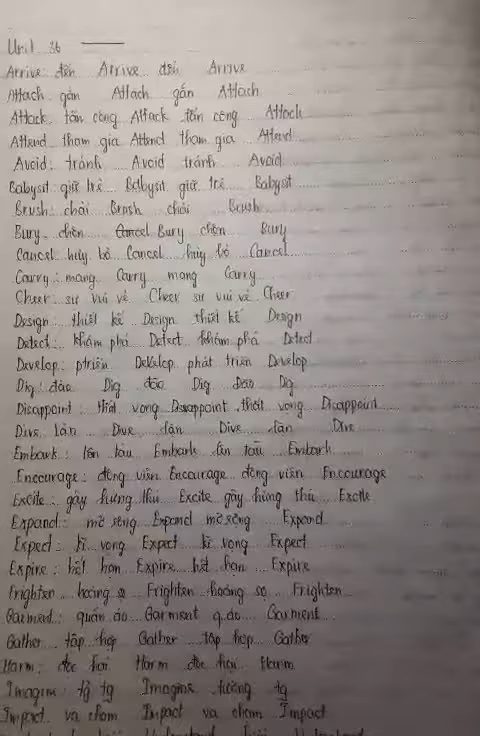 Unit 36
Arrive: đến Arrive đến Arrive
Attach gắn Attach gắn Attach
Attack tấn công Attack tấn công Attack
Attend tham gia Attend tham gia Attend
Avoid: tránh Avoid tránh Avoid
Babysit giữ trẻ Babysit giữ trẻ Babysit
Brush: chải Brush chải Brush
Bury chôn Bury chôn Bury
Cancel hủy bỏ Cancel hủy bỏ Cancel
Carry: mang Carry mang Carry
Cheer sự vui vẻ Cheer sự vui vẻ Cheer
Design: thiết kế Design thiết kế Design
Detect: khám phá Detect khám phá Detect
Develop: ptriển Develop phát triển Develop
Dig: đào Dig đào Dig đào Dig
Disappoint: thất vọng Disappoint thất vọng Disappoint
Dive lặn Dive lặn Dive lặn Dive
Embark: lên tàu Embark lên tàu Embark
Encourage: động viên Encourage động viên Encourage
Excite: gây hứng thú Excite gây hứng thú Excite
Expand: mở rộng Expand mở rộng Expand
Expect: kì vọng Expect kì vọng Expect
Expire: hết hạn Expire hết hạn Expire
Frighten hoảng sợ Frighten hoảng sợ Frighten
Garment: quần áo Garment q.áo Garment
Gather tập hợp Gather tập hợp Gather
Harm: độc hại Harm độc hại Harm
Imagine: tg tg Imagine tưởng tg
Impact va chạm Impact va chạm Impact